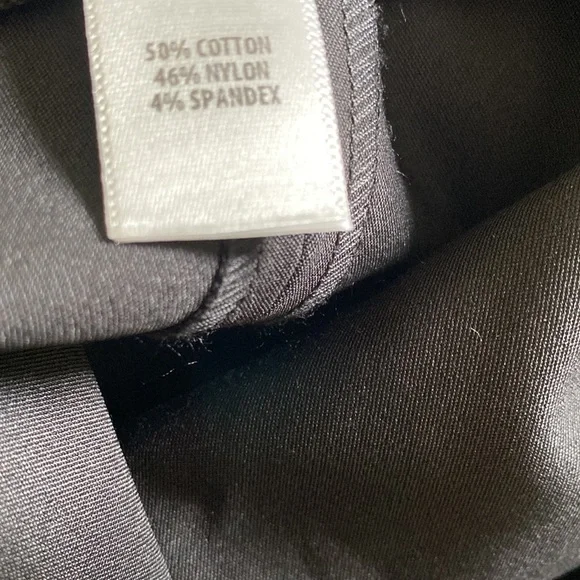 50% COTTON
46% NYLON
4% SPANDEX